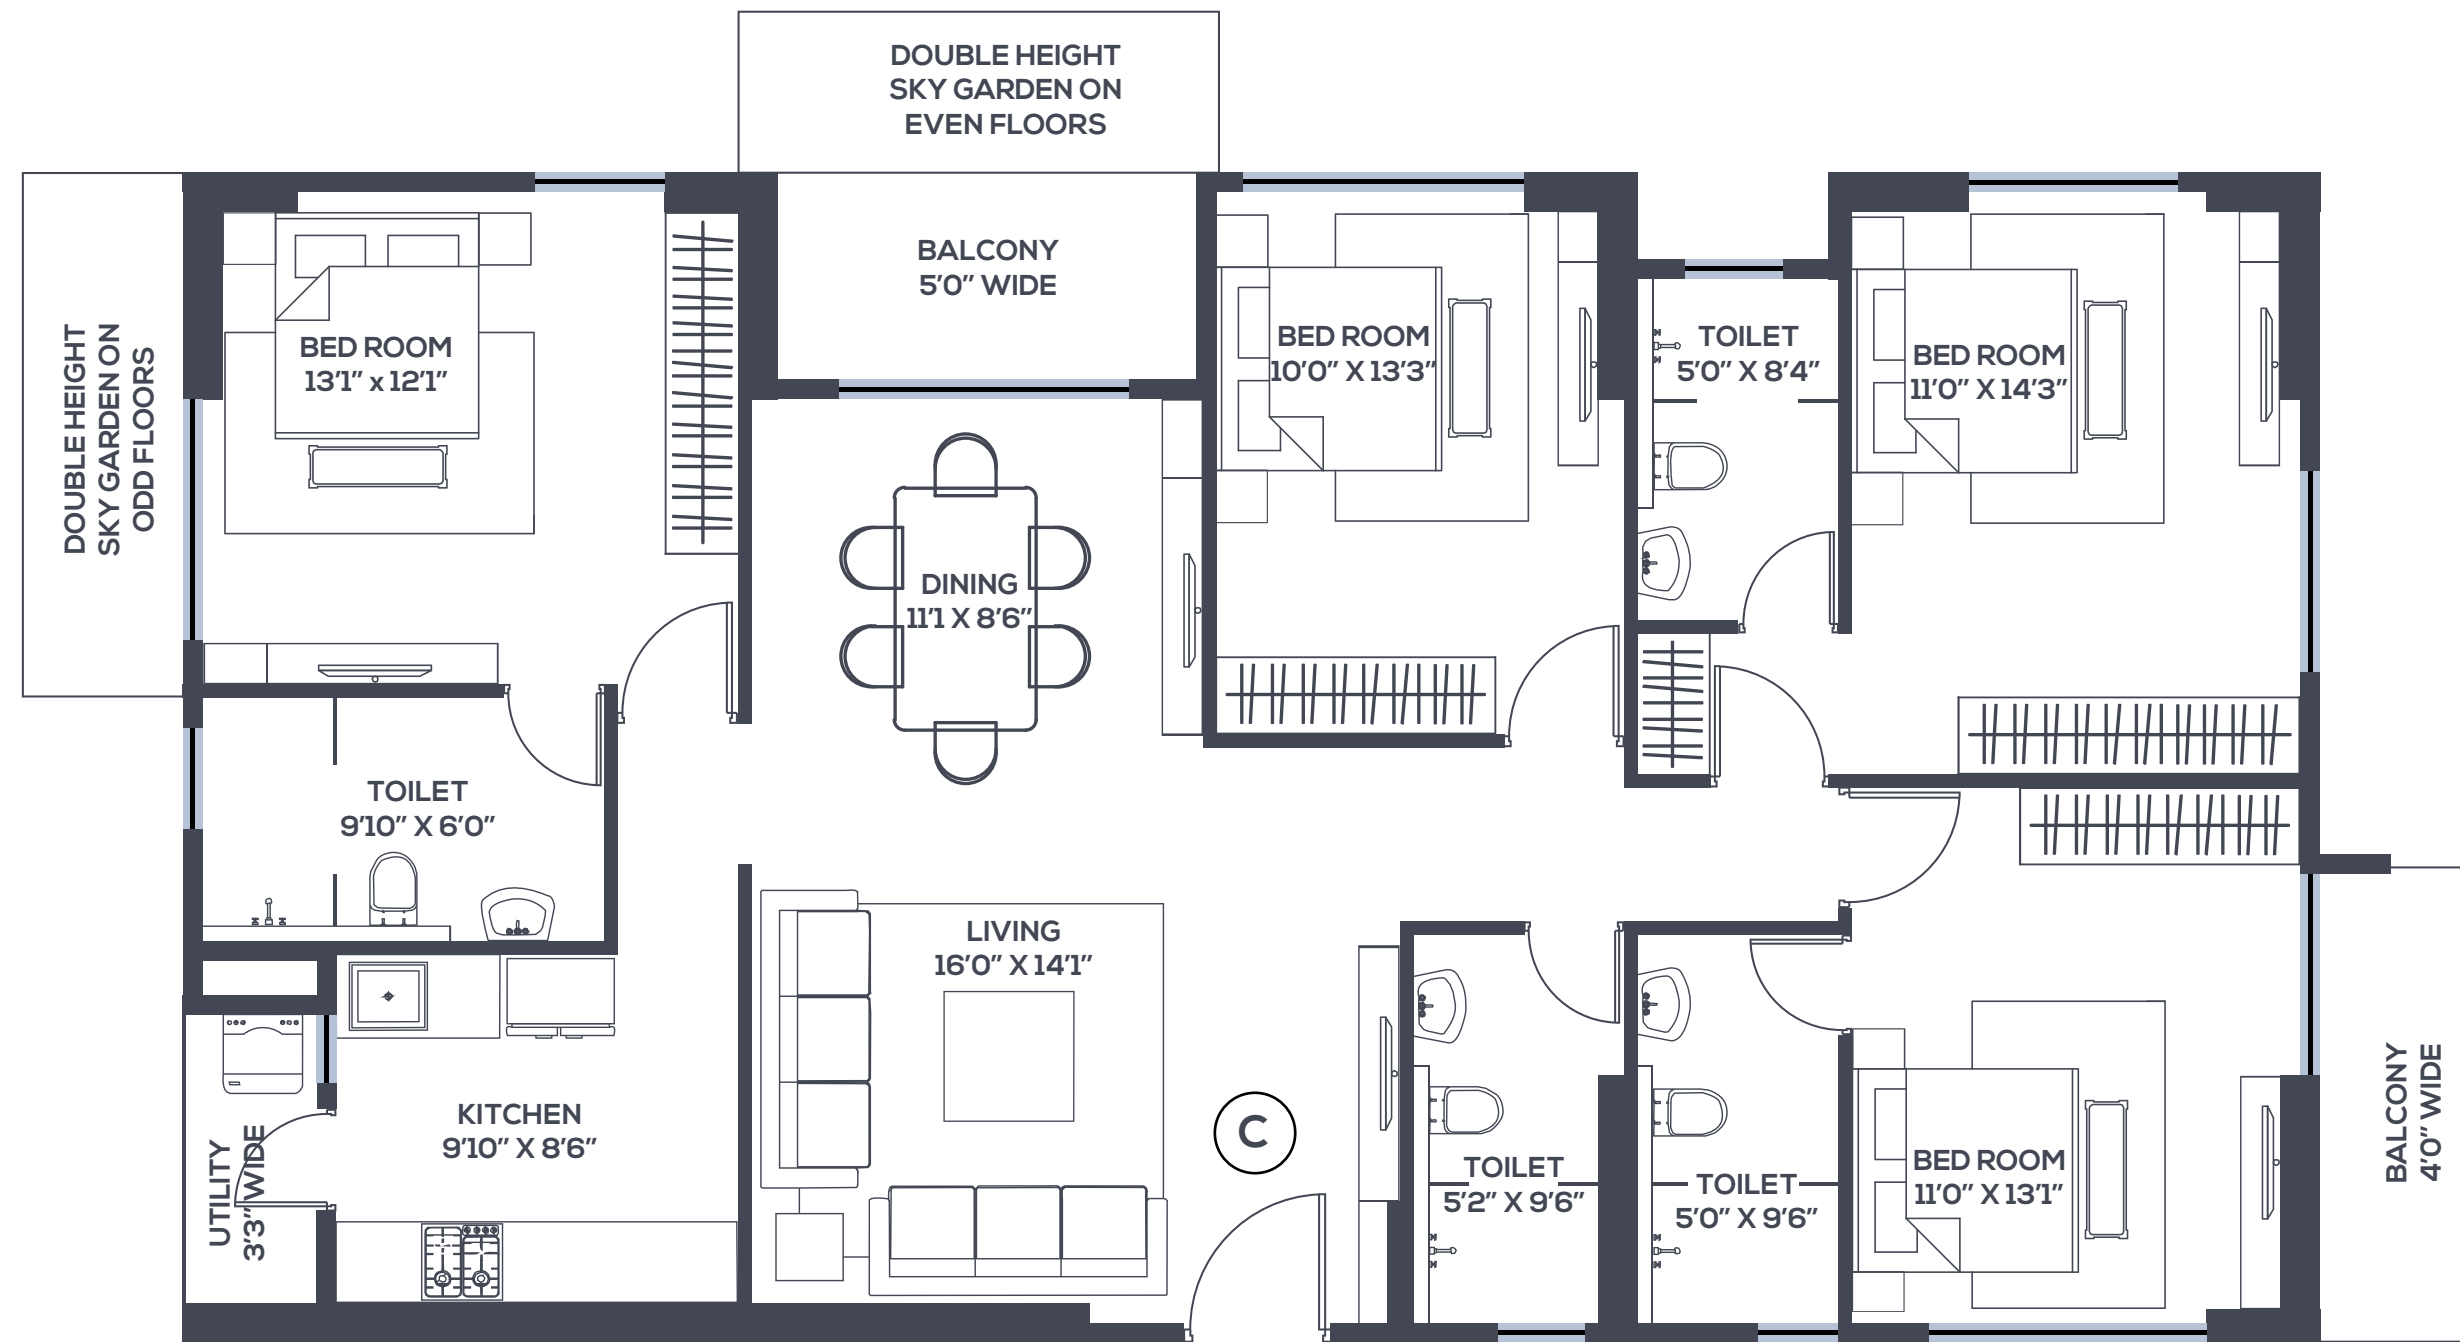 DOUBLE HEIGHT
SKY GARDEN ON
EVEN FLOORS
DOUBLE HEIGHT
SKY GARDEN ON
ODD FLOORS
BED ROOM
13'1" x 12'1"
BALCONY
5'0" WIDE
BED ROOM
10'0" X 13'3"
TOILET
5'0" X 8'4"
BED ROOM
11'0" X 14'3"
DINING
11'1 X 8'6"
TOILET
9'10" X 6'0"
LIVING
16'0" X 14'1"
KITCHEN
9'10" X 8'6"
UTILITY
3'3" WIDE
C
TOILET
5'2" X 9'6"
TOILET
5'0" X 9'6"
BED ROOM
11'0" X 13'1"
BALCONY
4'0" WIDE